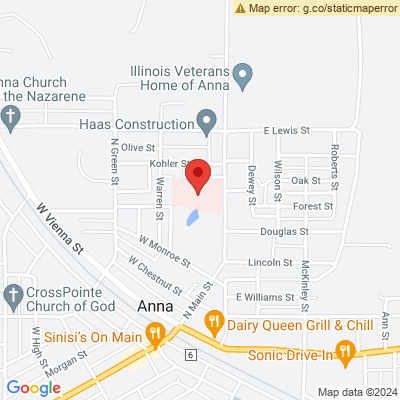 Map error: g.co/staticmaperror
Illinois Veterans
Home of Anna
nna Church
the Nazarene
Haas Construction
E Lewis St
Olive St
Kohler St
N Green St
Warren St
Dewey St
Wilson St
Oak St
Roberts St
Forest St
W Vienna St
Douglas St
W Monroe St
Lincoln St
W Chestnut St
McKinley St
CrossPointe
Church of God
Anna
N Main St
E Williams St
Ann St
W High St
Sinisi's On Main
Dairy Queen Grill & Chill
Morgan St
6
Sonic Drive-In
Google
Map data ©2024